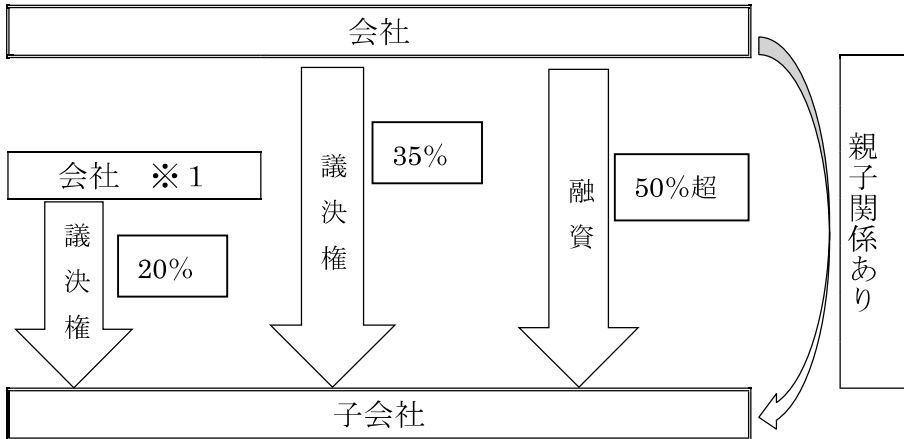 会社
会社　※1
議決権
20%
議決権
35%
融資
50%超
親子関係あり
子会社